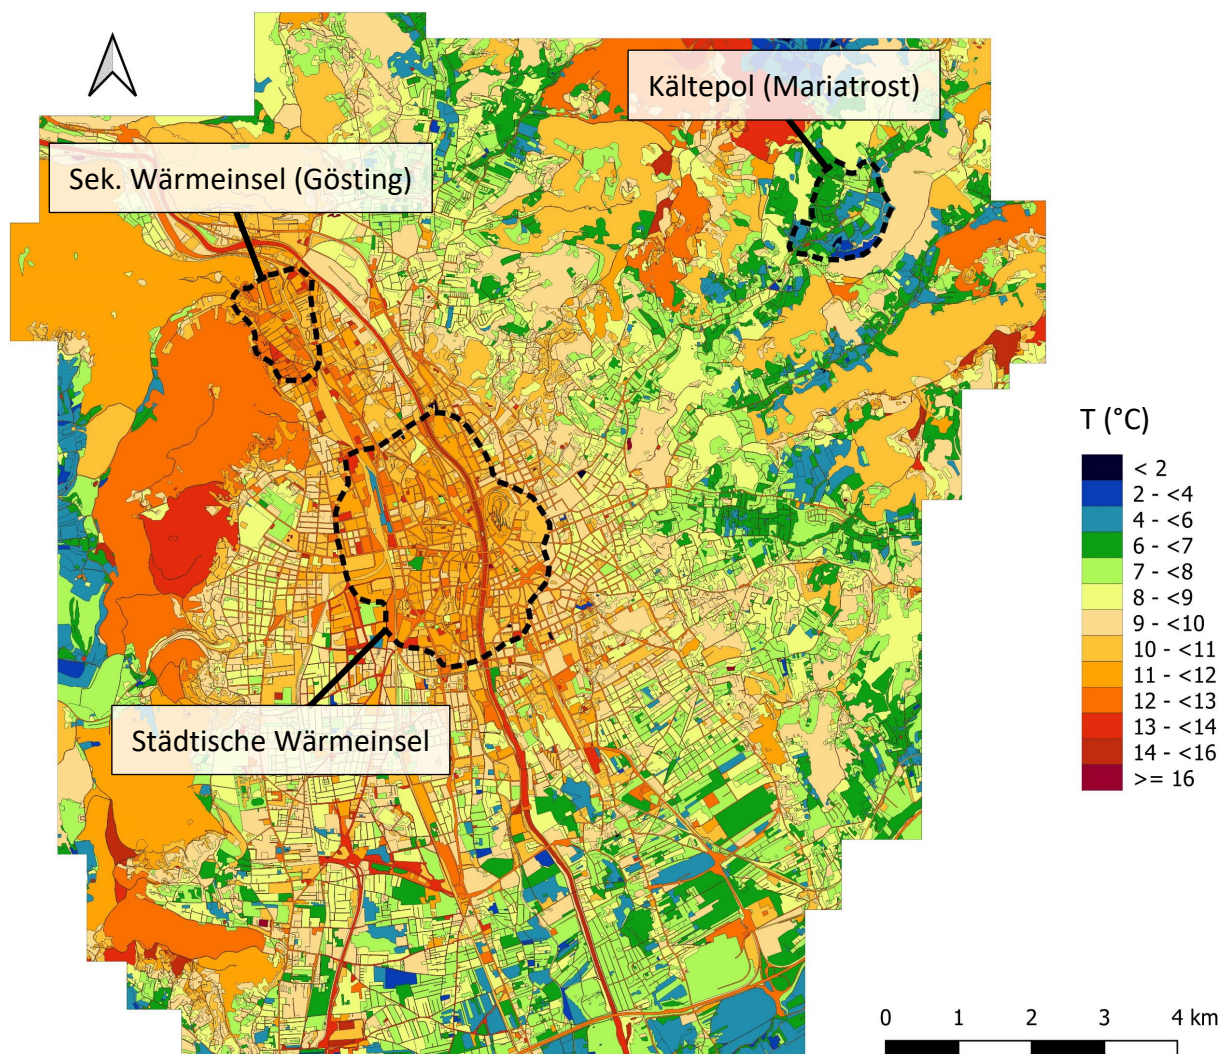 Kältepol (Mariatrost)
Sek. Wärmeinsel (Gösting)
Städtische Wärmeinsel
T (°C)
< 2
2 - <4
4 - <6
6 - <7
7 - <8
8 - <9
9 - <10
10 - <11
11 - <12
12 - <13
13 - <14
14 - <16
>= 16
0 1 2 3 4 km